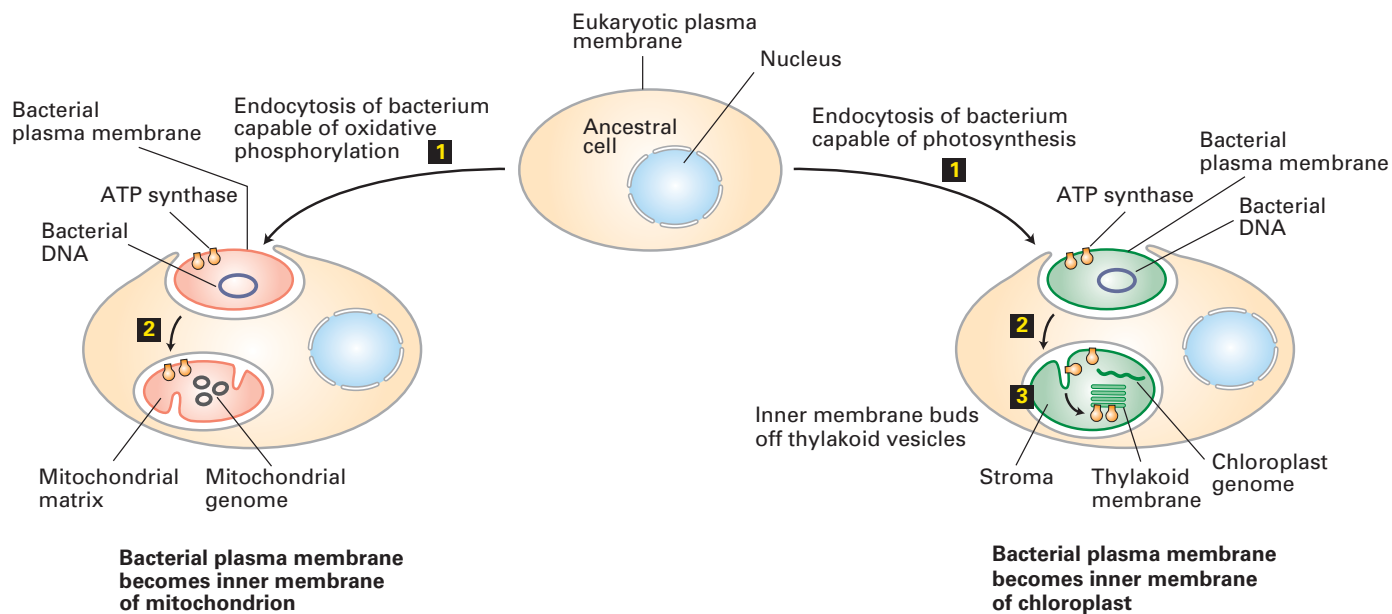 Eukaryotic plasma
membrane
Nucleus
Ancestral
cell
Endocytosis of bacterium
capable of oxidative
phosphorylation 1
Bacterial
plasma membrane
ATP synthase
Bacterial
DNA
2
Mitochondrial
matrix
Mitochondrial
genome
Bacterial plasma membrane
becomes inner membrane
of mitochondrion
Endocytosis of bacterium
capable of photosynthesis
1
Bacterial
plasma membrane
ATP synthase
Bacterial
DNA
2
3
Inner membrane buds
off thylakoid vesicles
Stroma
Thylakoid
membrane
Chloroplast
genome
Bacterial plasma membrane
becomes inner membrane
of chloroplast